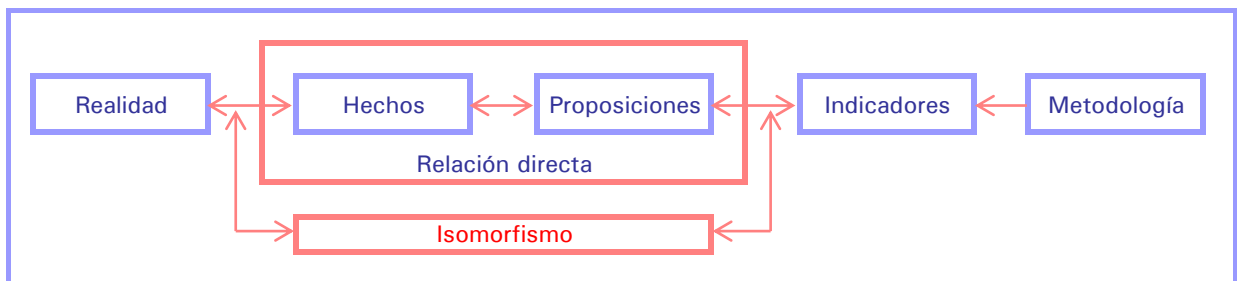 Realidad
Hechos
Proposiciones
Indicadores
Metodología
Relación directa
Isomorfismo